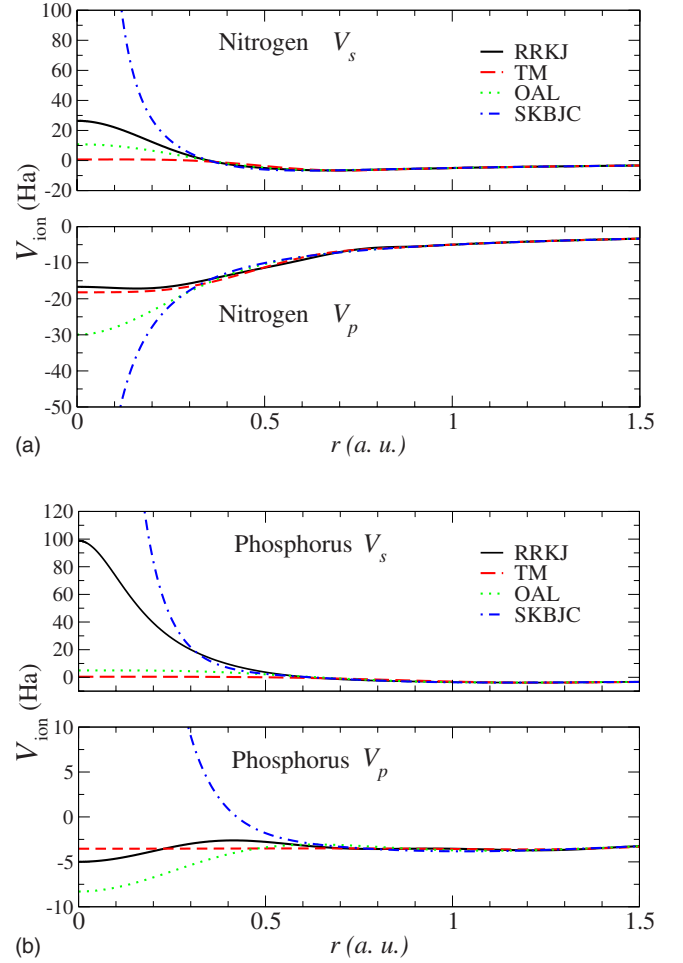 100
80
60
40
20
0
-20
Nitrogen V_s
RRKJ
TM
OAL
SKBJC
V_ion (Ha)
0
-10
-20
-30
-40
-50
Nitrogen V_p
0 0.5 1 1.5
(a) r (a. u.)
120
100
80
60
40
20
0
Phosphorus V_s
RRKJ
TM
OAL
SKBJC
V_ion (Ha)
10
5
0
-5
-10
Phosphorus V_p
0 0.5 1 1.5
(b) r (a. u.)